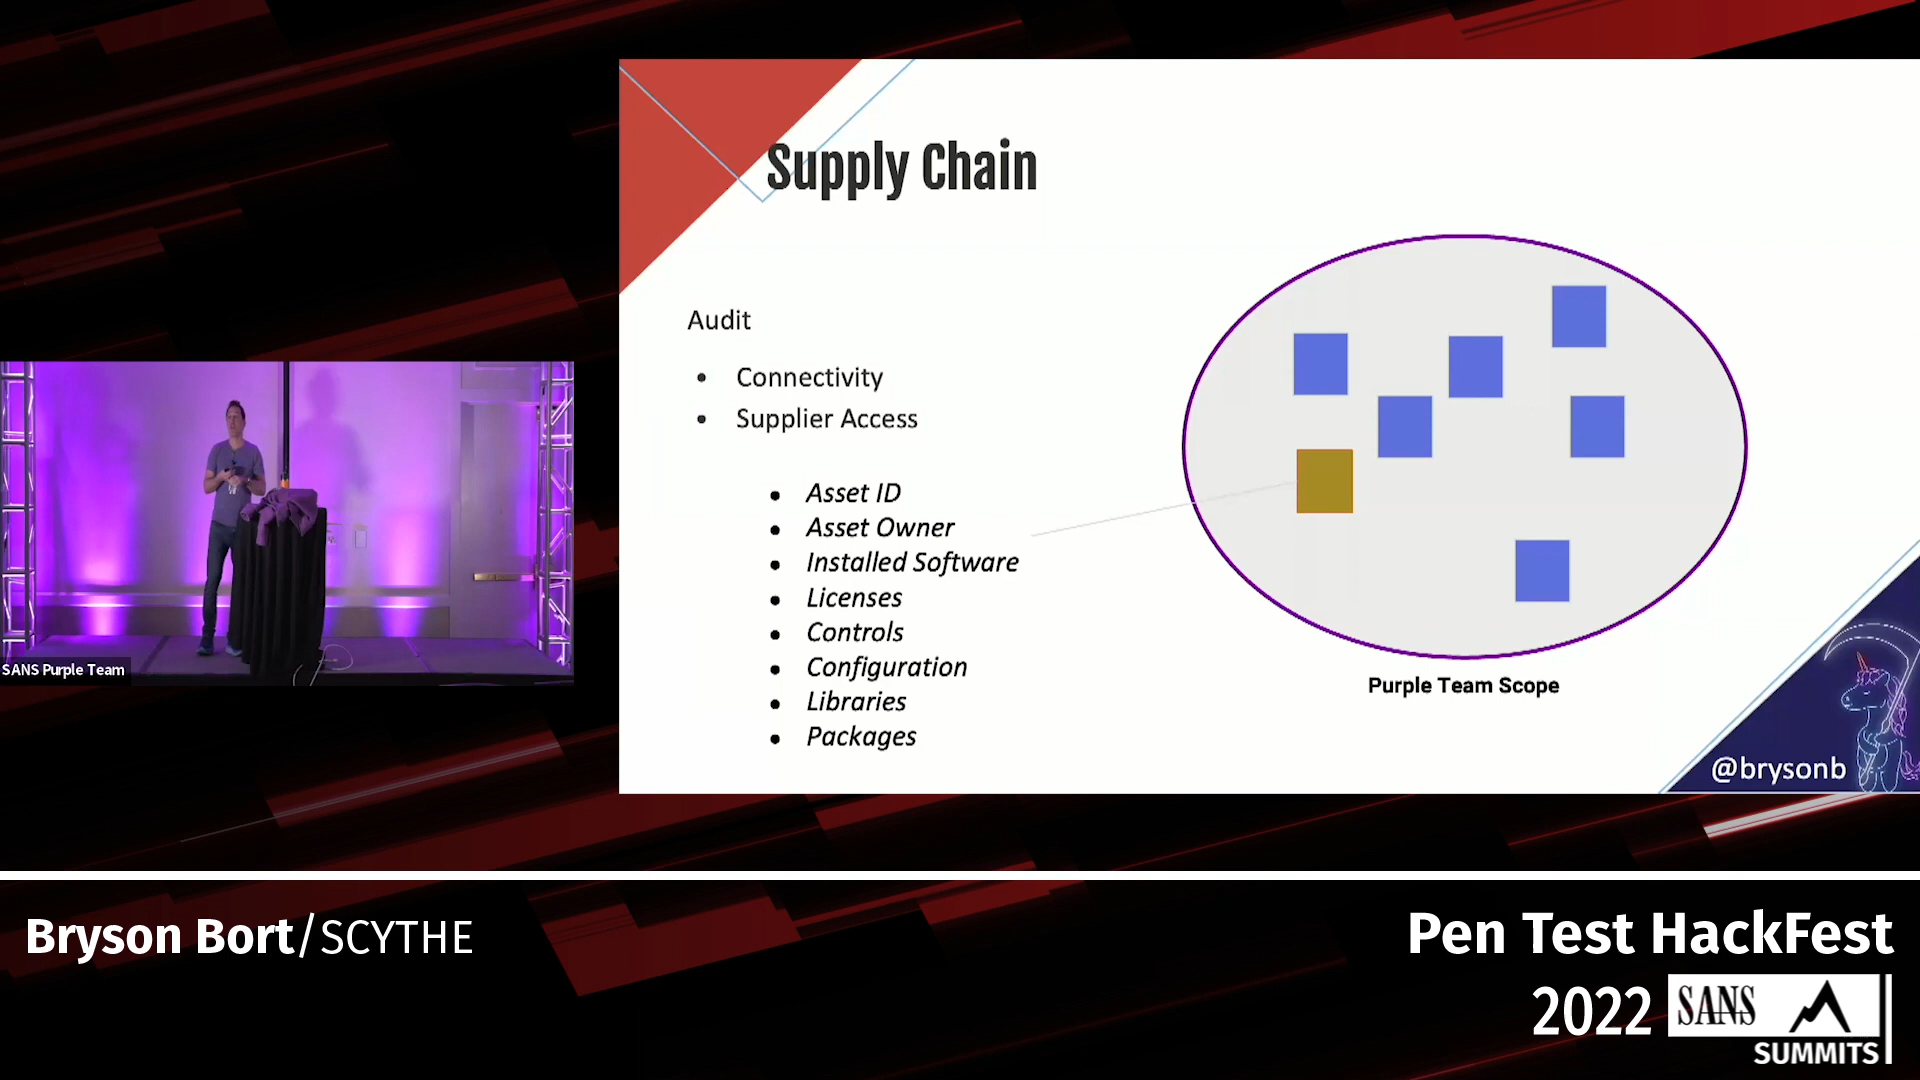 Supply Chain
Audit
• Connectivity
• Supplier Access
• Asset ID
• Asset Owner
• Installed Software
• Licenses
• Controls
• Configuration
• Libraries
• Packages
Purple Team Scope
@brysonb
SANS Purple Team
Bryson Bort/SCYTHE
Pen Test HackFest
2022 SANS
SUMMITS